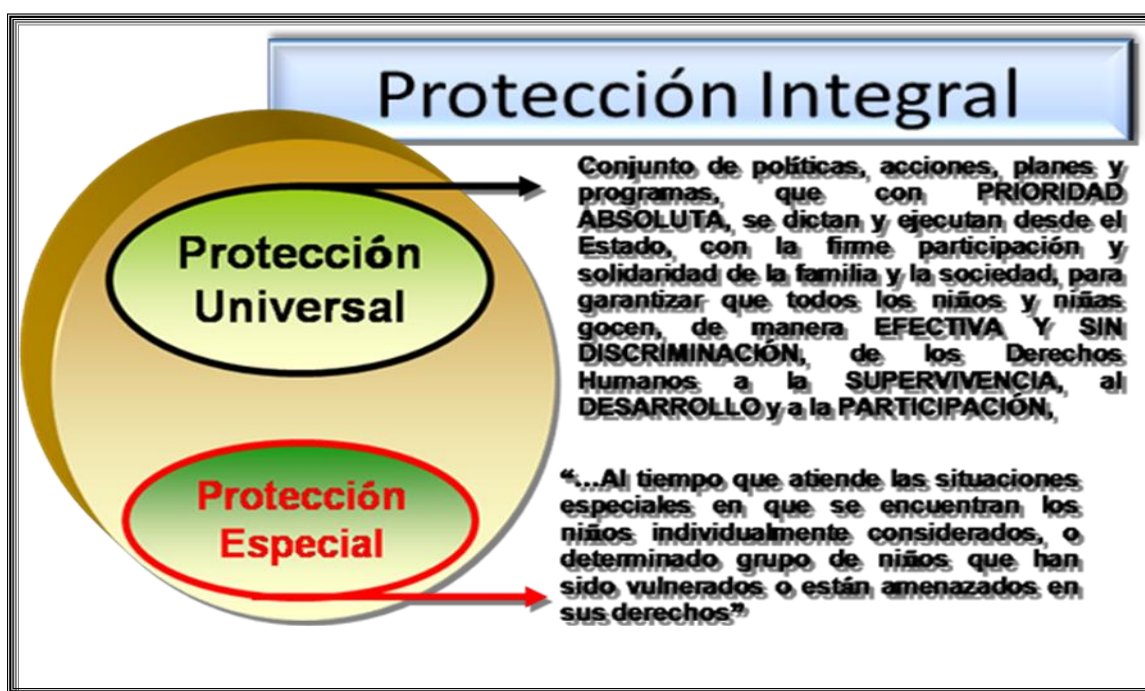 Protección Integral
Protección
Universal
Conjunto de políticas, acciones, planes y
programas, que con PRIORIDAD
ABSOLUTA, se dictan y ejecutan desde el
Estado, con la firme participación y
solidaridad de la familia y la sociedad, para
garantizar que todos los niños y niñas
gocen, de manera EFECTIVA Y SIN
DISCRIMINACIÓN, de los Derechos
Humanos a la SUPERVIVENCIA, al
DESARROLLO y a la PARTICIPACIÓN,
Protección
Especial
“...Al tiempo que atiende las situaciones
especiales en que se encuentran los
niños individualmente considerados, o
determinado grupo de niños que han
sido vulnerados o están amenazados en
sus derechos”